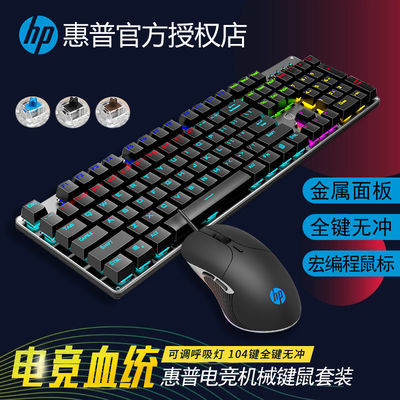 hp 惠普官方授权店
金属面板
全键无冲
宏编程鼠标
hp
电竞血统
可调呼吸灯 104键全键无冲
惠普电竞机械键鼠套装